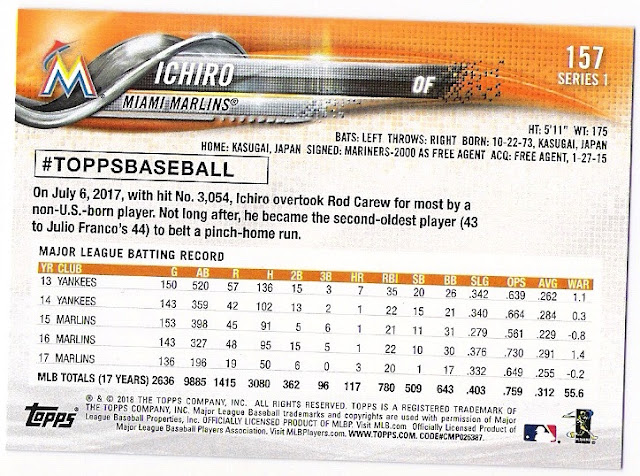 157
SERIES 1
M
ICHIRO
OF
MIAMI MARLINS®
HT: 5'11" WT: 175
BATS: LEFT THROWS: RIGHT BORN: 10-22-73, KASUGAI, JAPAN
HOME: KASUGAI, JAPAN SIGNED: MARINERS-2000 AS FREE AGENT ACQ: FREE AGENT, 1-27-15
#TOPPSBASEBALL
On July 6, 2017, with hit No. 3,054, Ichiro overtook Rod Carew for most by a
non-U.S.-born player. Not long after, he became the second-oldest player (43
to Julio Franco's 44) to belt a pinch-home run.
MAJOR LEAGUE BATTING RECORD
YR CLUB G AB R H 2B 3B HR RBI SB BB SLG OPS AVG WAR
13 YANKEES 150 520 57 136 15 3 7 35 20 26 .342 .639 .262 1.1
14 YANKEES 143 359 42 102 13 2 1 22 15 21 .340 .664 .284 0.3
15 MARLINS 153 398 45 91 5 6 1 21 11 31 .279 .561 .229 -0.8
16 MARLINS 143 327 48 95 15 5 1 22 10 30 .376 .730 .291 1.4
17 MARLINS 136 196 19 50 6 0 3 20 1 17 .332 .649 .255 -0.2
MLB TOTALS (17 YEARS) 2636 9885 1415 3080 362 96 117 780 509 643 .403 .759 .312 55.6
Topps
® & © 2018 THE TOPPS COMPANY, INC. ALL RIGHTS RESERVED. TOPPS IS A REGISTERED TRADEMARK OF
THE TOPPS COMPANY, INC. Major League Baseball trademarks and copyrights are used with permission of Major
League Baseball Properties, Inc. OFFICIALLY LICENSED PRODUCT OF MLBP. Visit MLB.com. OFFICIALLY LICENSED PRODUCT
of Major League Baseball Players Association. Visit MLBPlayers.com. WWW.TOPPS.COM. CODE#CMP025387.